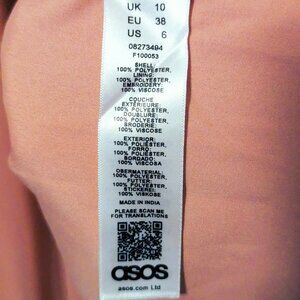 UK 10
EU 38
US 6
08273494
F100053
SHELL:
100% POLYESTER,
LINING:
100% POLYESTER,
EMBROIDERY:
100% VISCOSE
COUCHE
EXTERIEURE:
100% POLYESTER,
DOUBLURE:
100% POLYESTER,
BRODERIE:
100% VISCOSE
EXTERIOR:
100% POLIESTER,
FORRO:
100% POLIESTER,
BORDADO:
100% VISCOSA
OBERMATERIAL:
100% POLYESTER,
FUTTER:
100% POLYESTER,
STICKEREI:
100% VISKOSE
MADE IN INDIA
PLEASE SCAN ME
FOR TRANSLATIONS
asos
asos.com Ltd